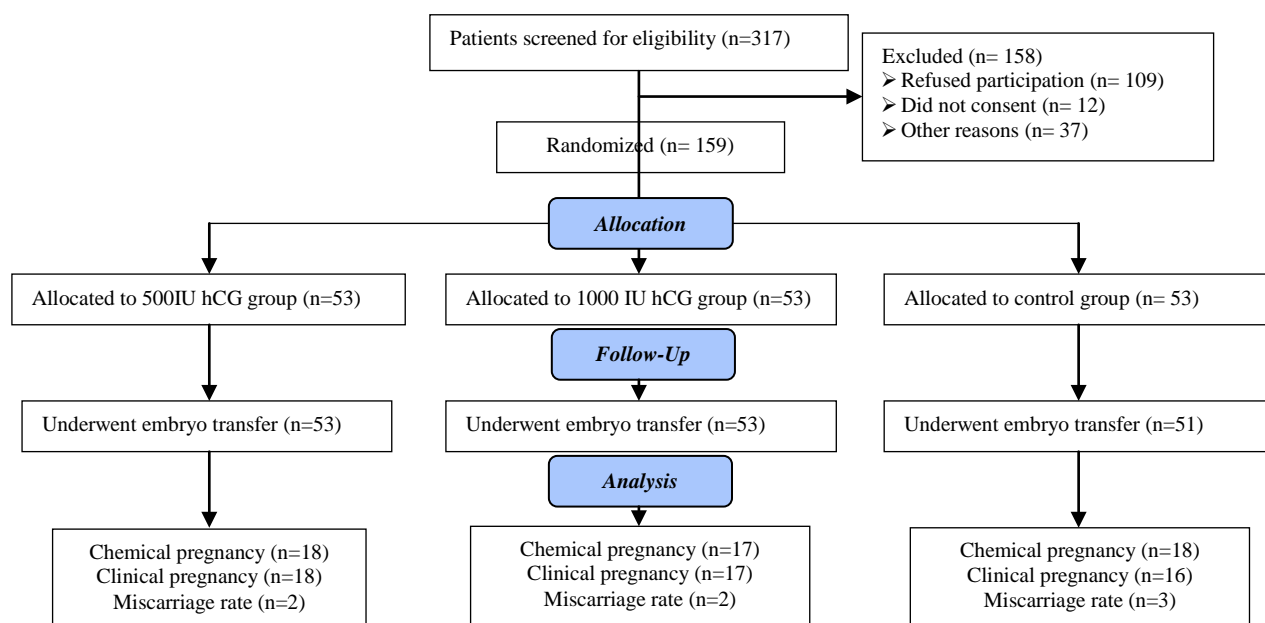 Patients screened for eligibility (n=317)
Excluded (n= 158)
➢ Refused participation (n= 109)
➢ Did not consent (n= 12)
➢ Other reasons (n= 37)
Randomized (n= 159)
Allocation
Allocated to 500IU hCG group (n=53)
Allocated to 1000 IU hCG group (n=53)
Allocated to control group (n= 53)
Follow-Up
Underwent embryo transfer (n=53)
Underwent embryo transfer (n=53)
Underwent embryo transfer (n=51)
Analysis
Chemical pregnancy (n=18)
Clinical pregnancy (n=18)
Miscarriage rate (n=2)
Chemical pregnancy (n=17)
Clinical pregnancy (n=17)
Miscarriage rate (n=2)
Chemical pregnancy (n=18)
Clinical pregnancy (n=16)
Miscarriage rate (n=3)